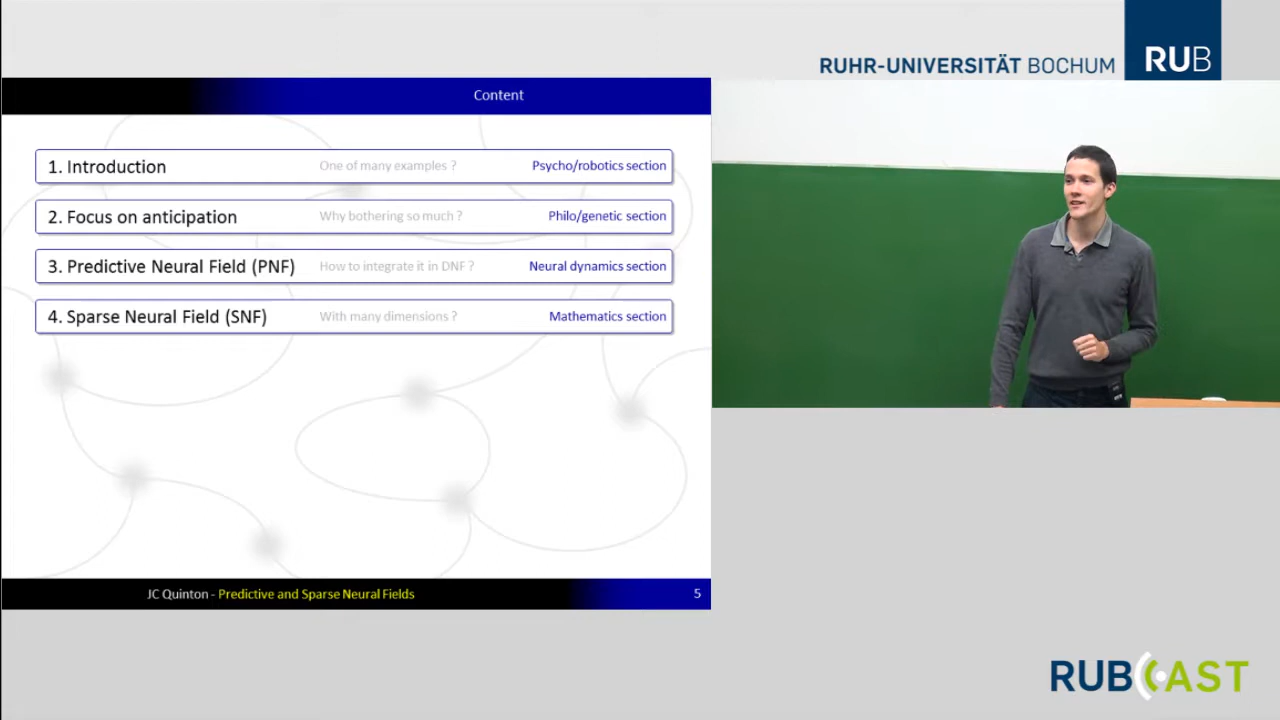 RUHR-UNIVERSITÄT BOCHUM RUB
Content
1. Introduction One of many examples ? Psycho/robotics section
2. Focus on anticipation Why bothering so much ? Philo/genetic section
3. Predictive Neural Field (PNF) How to integrate it in DNF ? Neural dynamics section
4. Sparse Neural Field (SNF) With many dimensions ? Mathematics section
JC Quinton - Predictive and Sparse Neural Fields 5
RUBCAST